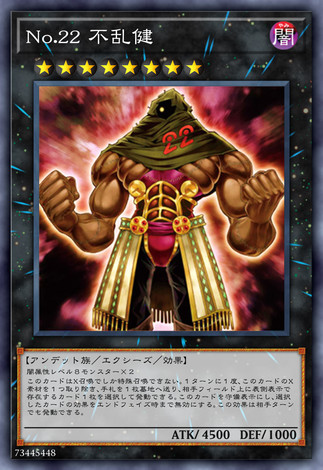 No.22 不乱健
闇
22
【アンデット族／エクシーズ／効果】
闇属性レベル8モンスター×2
このカードはX召喚でしか特殊召喚できない。1ターンに1度、このカードのX
素材を1つ取り除き、手札を1枚墓地へ送り、相手フィールド上に表側表示で
存在するカード1枚を選択して発動できる。このカードを守備表示にし、選択
したカードの効果をエンドフェイズ時まで無効にする。この効果は相手ターン
でも発動できる。
ATK/ 4500 DEF/1000
73445448